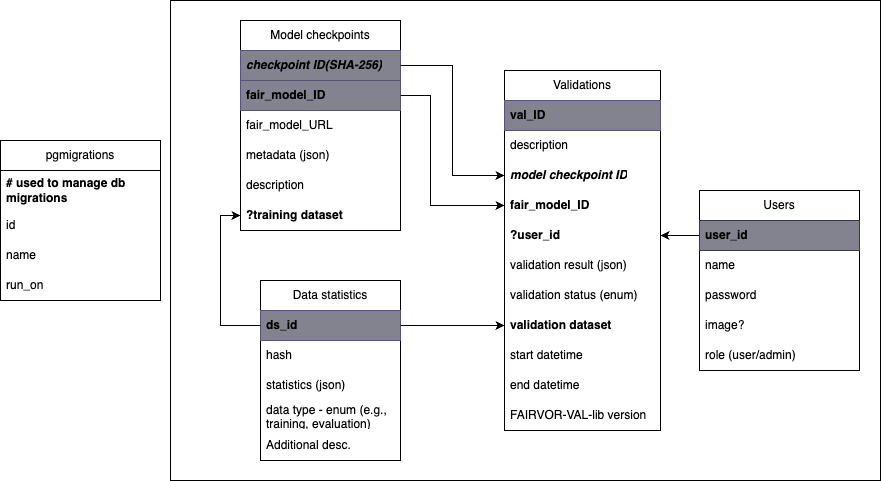 Model checkpoints
checkpoint ID(SHA-256)
fair_model_ID
fair_model_URL
metadata (json)
description
?training dataset
Validations
val_ID
description
model checkpoint ID
fair_model_ID
?user_id
validation result (json)
validation status (enum)
validation dataset
start datetime
end datetime
FAIRVOR-VAL-lib version
pgmigrations
# used to manage db
migrations
id
name
run_on
Users
user_id
name
password
image?
role (user/admin)
Data statistics
ds_id
hash
statistics (json)
data type - enum (e.g.,
training, evaluation)
Additional desc.